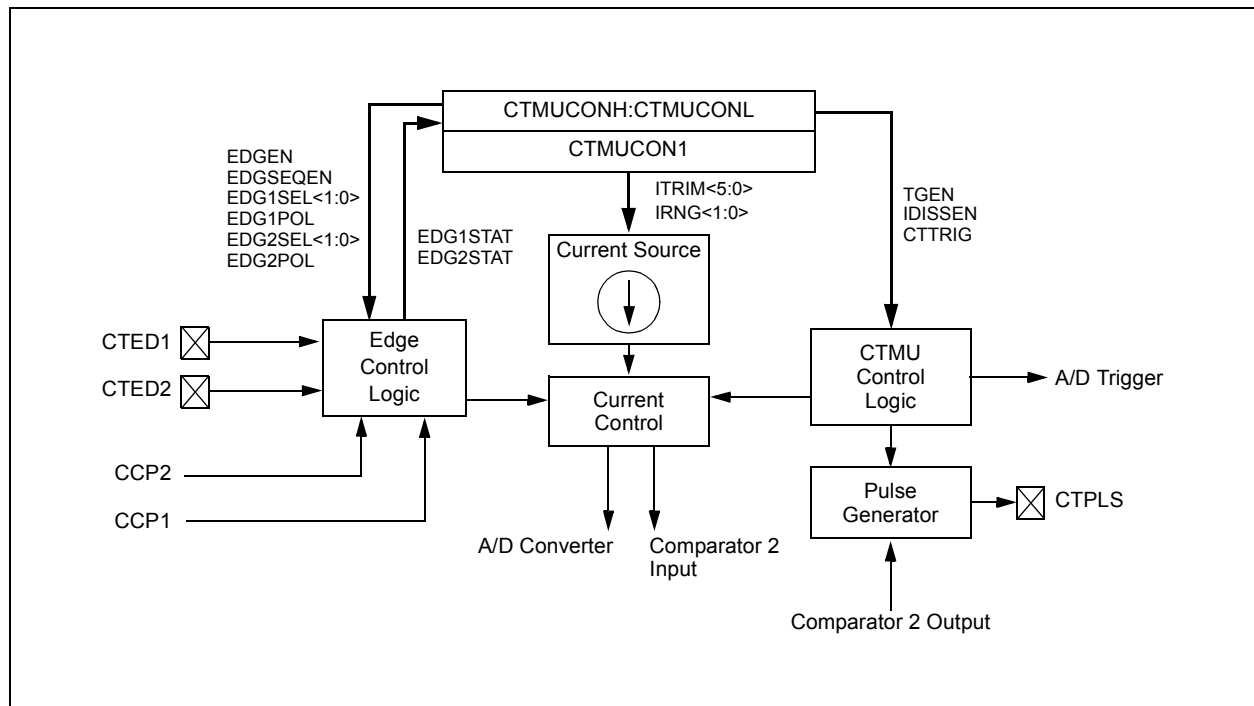 CTMUCONH:CTMUCONL
CTMUCON1
EDGEN
EDGSEQEN
EDG1SEL<1:0>
EDG1POL
EDG2SEL<1:0>
EDG2POL
EDG1STAT
EDG2STAT
ITRIM<5:0>
IRNG<1:0>
TGEN
IDISSEN
CTTRIG
Current Source
CTED1
CTED2
Edge
Control
Logic
Current
Control
CTMU
Control
Logic
A/D Trigger
CCP2
CCP1
Pulse
Generator
CTPLS
A/D Converter
Comparator 2
Input
Comparator 2 Output